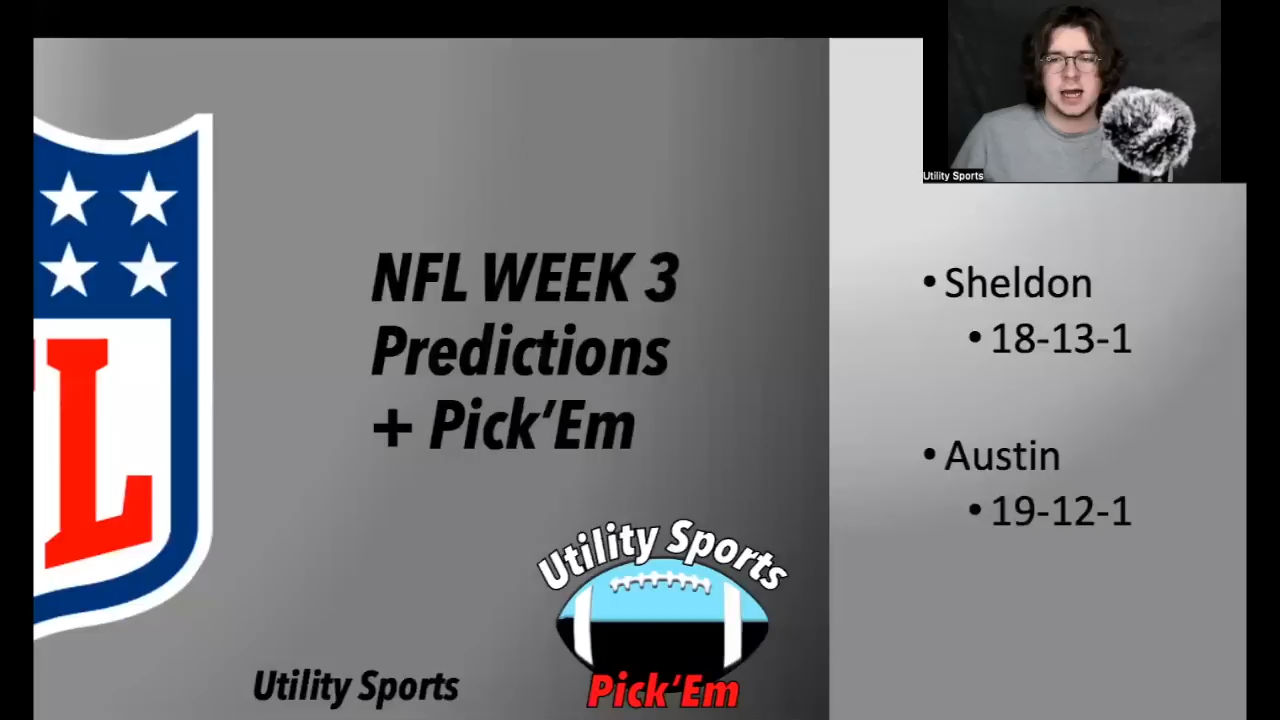 NFL WEEK 3
Predictions
+ Pick’Em
Utility Sports
Utility Sports
Pick’Em
L
Utility Sports
• Sheldon
• 18-13-1
• Austin
• 19-12-1